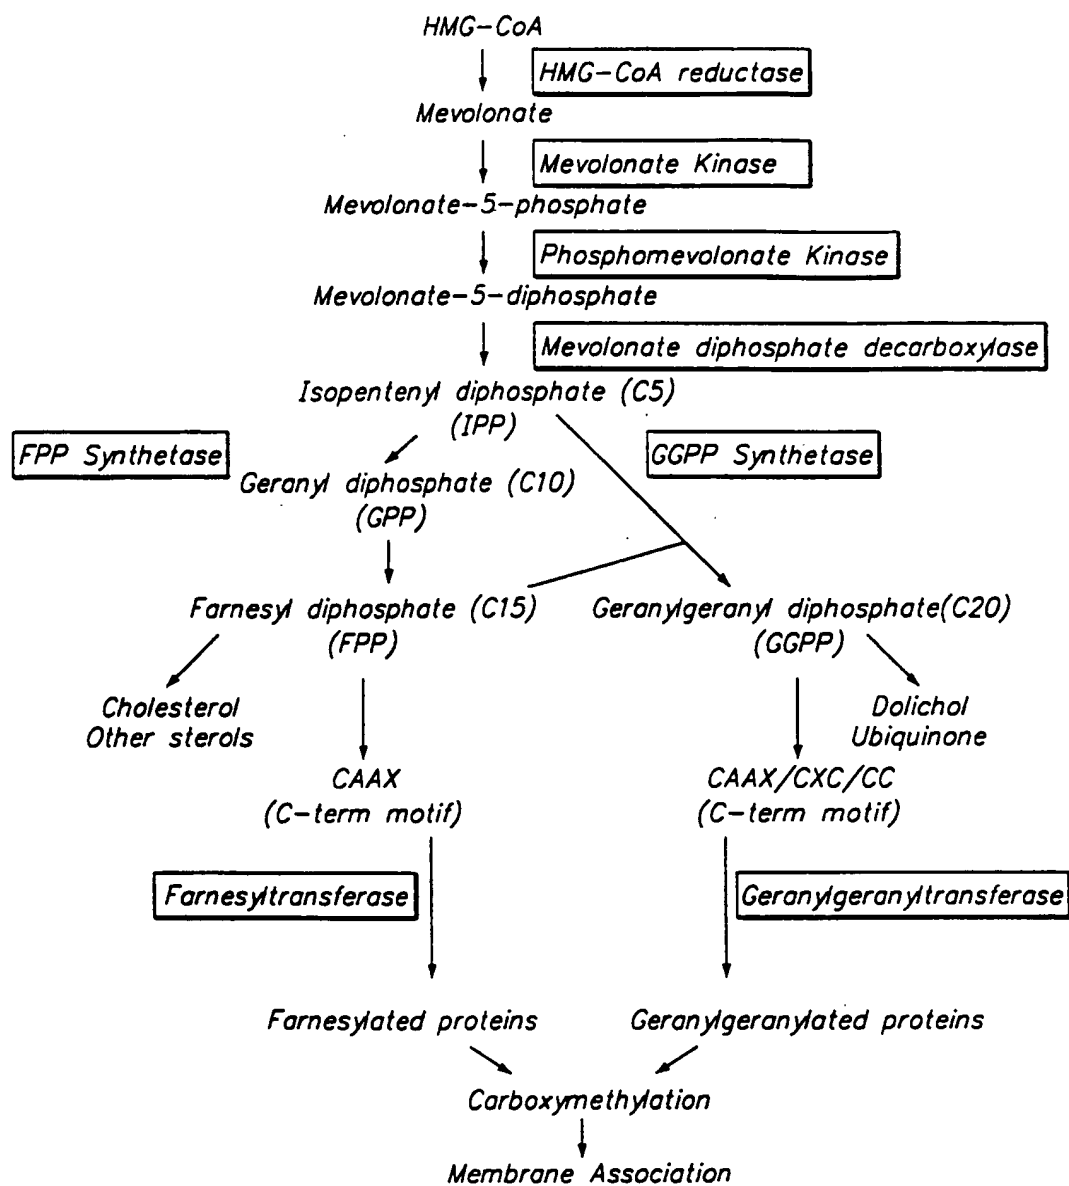 HMG-CoA
HMG-CoA reductase
Mevolonate
Mevolonate Kinase
Mevolonate-5-phosphate
Phosphomevolonate Kinase
Mevolonate-5-diphosphate
Mevolonate diphosphate decarboxylase
Isopentenyl diphosphate (C5)
(IPP)
FPP Synthetase
GGPP Synthetase
Geranyl diphosphate (C10)
(GPP)
Farnesyl diphosphate (C15)
(FPP)
Geranylgeranyl diphosphate(C20)
(GGPP)
Cholesterol
Other sterols
Dolichol
Ubiquinone
CAAX
(C-term motif)
CAAX/CXC/CC
(C-term motif)
Farnesyltransferase
Geranylgeranyltransferase
Farnesylated proteins
Geranylgeranylated proteins
Carboxymethylation
Membrane Association